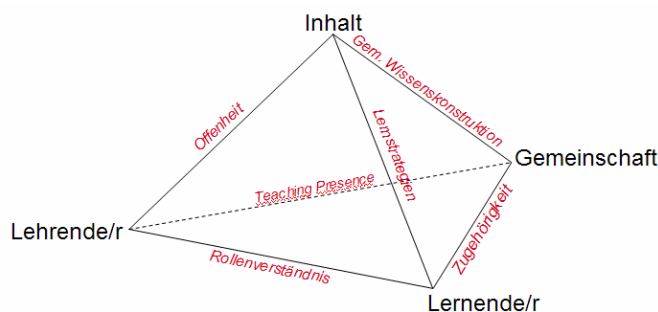 Inhalt
Gem. Wissenskonstruktion
Offenheit
Lernstrategien
Gemeinschaft
Teaching Presence
Zugehörigkeit
Lehrende/r
Rollenverständnis
Lernende/r